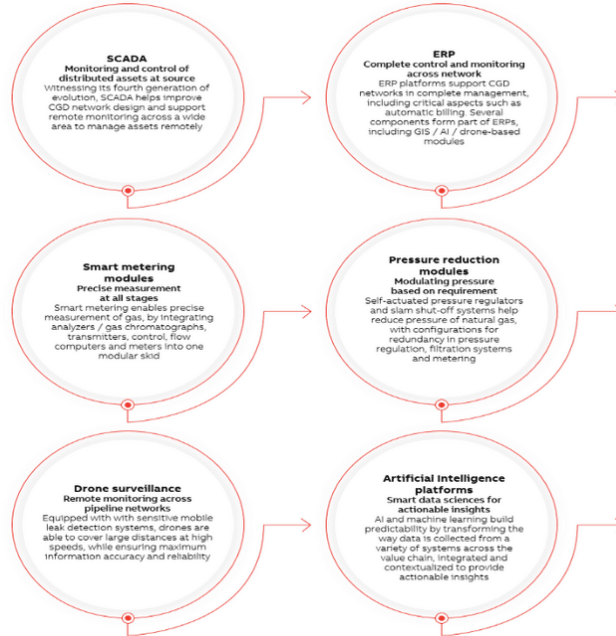 SCADA
Monitoring and control of
distributed assets at source
Witnessing its fourth generation of
evolution, SCADA helps improve
CGD network design and support
remote monitoring across a wide
area to manage assets remotely
ERP
Complete control and monitoring
across network
ERP platforms support CGD
networks in complete management,
including critical aspects such as
automatic billing. Several
components form part of ERPs,
including GIS / AI / drone-based
modules
Smart metering
modules
Precise measurement
at all stages
Smart metering enables precise
measurement of gas, by integrating
analyzers / gas chromatographs,
transmitters, control, flow
computers and meters into one
modular skid
Pressure reduction
modules
Modulating pressure
based on requirement
Self-actuated pressure regulators
and slam shut-off systems help
reduce pressure of natural gas,
with configurations for
redundancy in pressure
regulation, filtration systems
and metering
Drone surveillance
Remote monitoring across
pipeline networks
Equipped with with sensitive mobile
leak detection systems, drones are
able to cover large distances at high
speeds, while ensuring maximum
information accuracy and reliability
Artificial Intelligence
platforms
Smart data sciences for
actionable insights
AI and machine learning build
predictability by transforming the
way data is collected from a
variety of systems across the
value chain, integrated and
contextualized to provide
actionable insights